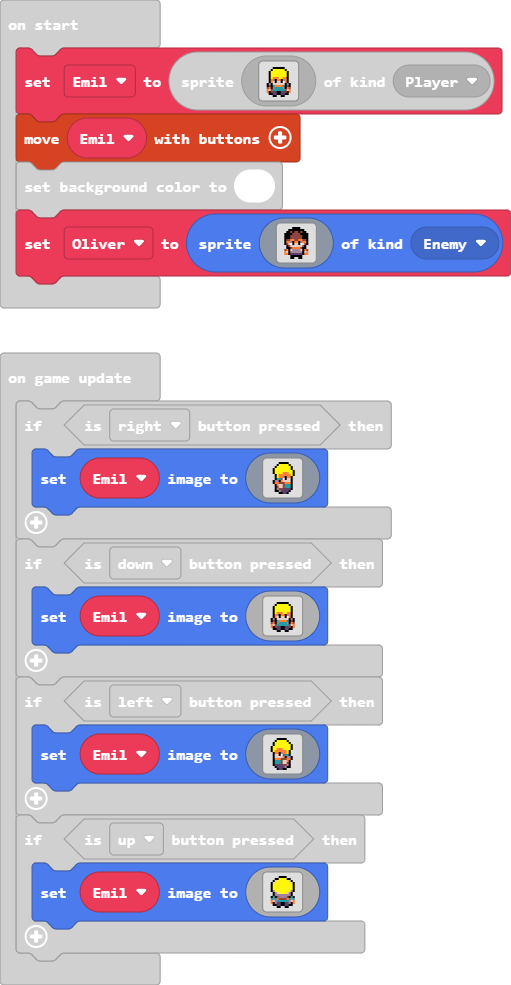 on start
set Emil to sprite of kind Player
move Emil with buttons
set background color to
set Oliver to sprite of kind Enemy
on game update
if is right button pressed then
set Emil image to
if is down button pressed then
set Emil image to
if is left button pressed then
set Emil image to
if is up button pressed then
set Emil image to